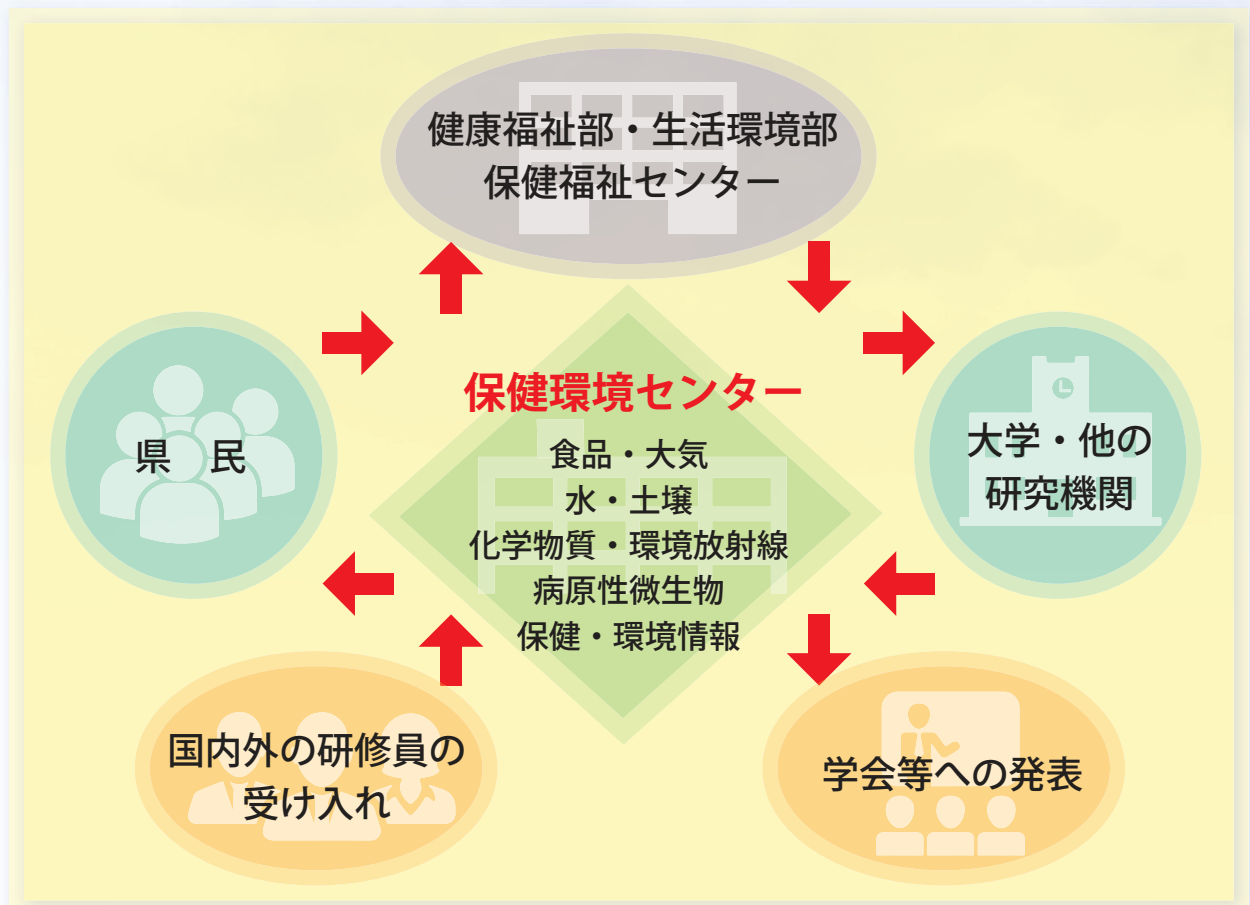 健康福祉部・生活環境部
保健福祉センター
保健環境センター
食品・大気
水・土壌
化学物質・環境放射線
病原性微生物
保健・環境情報
県　民
大学・他の
研究機関
国内外の研修員の
受け入れ
学会等への発表